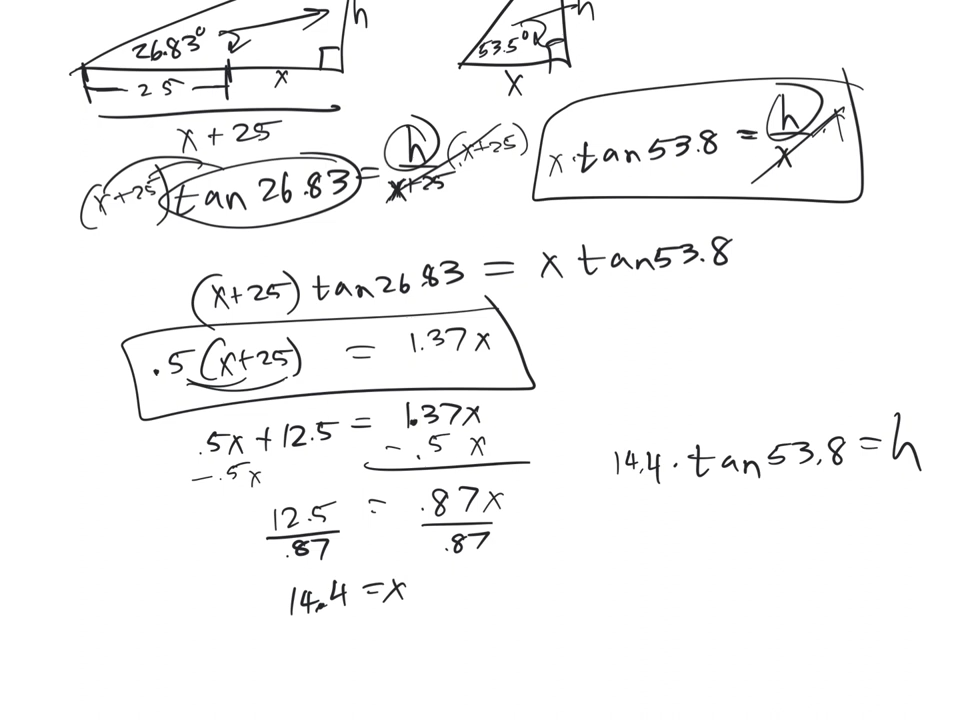 26.83° h
53.5° h
25 x
x
x + 25
(x+25) tan 26.83 = h/x+25 (x+25)
x · tan 53.8 = h/x · x
(x+25) tan 26.83 = x tan 53.8
.5 (x+25) = 1.37x
.5x + 12.5 = 1.37x
-.5x - .5 x
12.5/.87 = .87x/.87
14.4 = x
14.4 · tan 53.8 = h